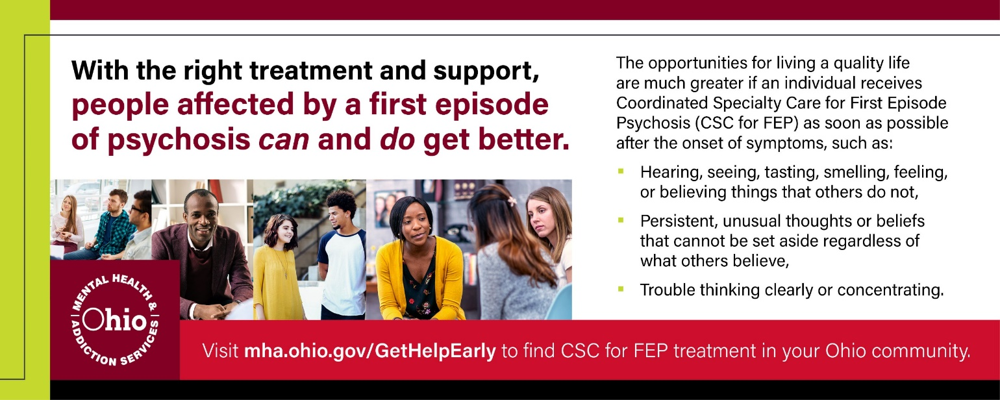 With the right treatment and support,
people affected by a first episode
of psychosis can and do get better.
The opportunities for living a quality life
are much greater if an individual receives
Coordinated Specialty Care for First Episode
Psychosis (CSC for FEP) as soon as possible
after the onset of symptoms, such as:
▪ Hearing, seeing, tasting, smelling, feeling,
or believing things that others do not,
▪ Persistent, unusual thoughts or beliefs
that cannot be set aside regardless of
what others believe,
▪ Trouble thinking clearly or concentrating.
MENTAL HEALTH &
Ohio
ADDICTION SERVICES
Visit mha.ohio.gov/GetHelpEarly to find CSC for FEP treatment in your Ohio community.